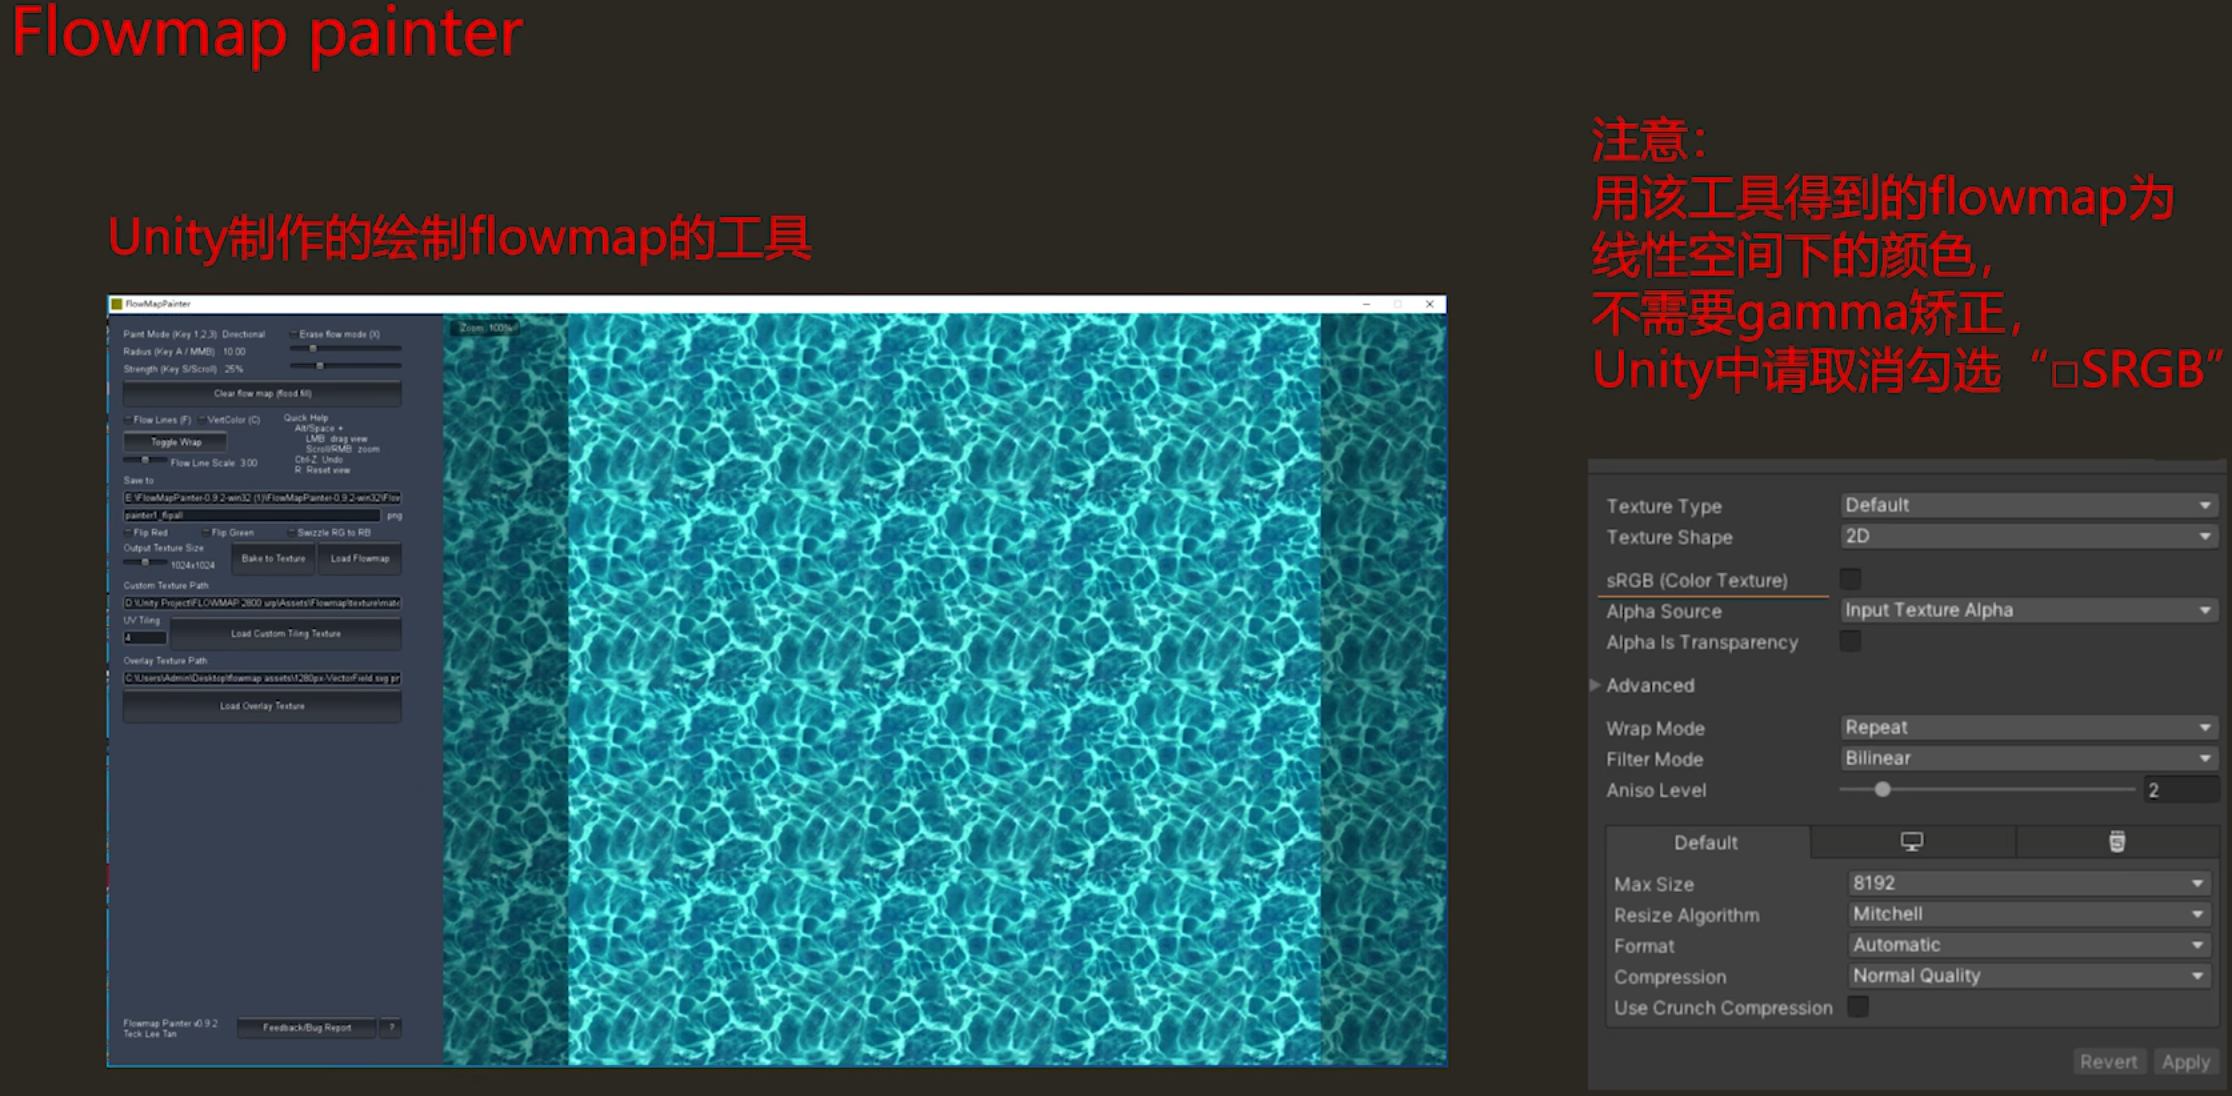 Flowmap painter
Unity制作的绘制flowmap的工具
注意：
用该工具得到的flowmap为
线性空间下的颜色，
不需要gamma矫正，
Unity中请取消勾选“□SRGB”
FlowMapPainter
Paint Mode (Key 1,2,3) Directional
Erase flow mode (X)
Radius (Key A / MMB) 10.00
Strength (Key S/Scroll) 25%
Clear flow map (flood fill)
Flow Lines (F) VertColor (C)
Toggle Wrap
Flow Line Scale 3.00
Quick Help
Alt/Space +
LMB drag view
Scroll/RMB zoom
Ctrl-Z Undo
R Reset view
Save to
E:\FlowMapPainter-0.9.2-win32 (1)\FlowMapPainter-0.9.2-win32\Flow
painter1_flipall png
Flip Red Flip Green Swizzle RG to RB
Output Texture Size
1024x1024
Bake to Texture Load Flowmap
Custom Texture Path
D:\Unity Project\FLOWMAP 2800 urp\Assets\Flowmap\texture\mate
UV Tiling
4
Load Custom Tiling Texture
Overlay Texture Path
C:\Users\Admin\Desktop\flowmap assets\1280px-VectorField.svg.pr
Load Overlay Texture
Flowmap Painter v0.9.2
Teck Lee Tan
Feedback/Bug Report ?
Zoom 100%
Texture Type Default
Texture Shape 2D
sRGB (Color Texture)
Alpha Source Input Texture Alpha
Alpha Is Transparency
Advanced
Wrap Mode Repeat
Filter Mode Bilinear
Aniso Level 2
Default
Max Size 8192
Resize Algorithm Mitchell
Format Automatic
Compression Normal Quality
Use Crunch Compression
Revert Apply